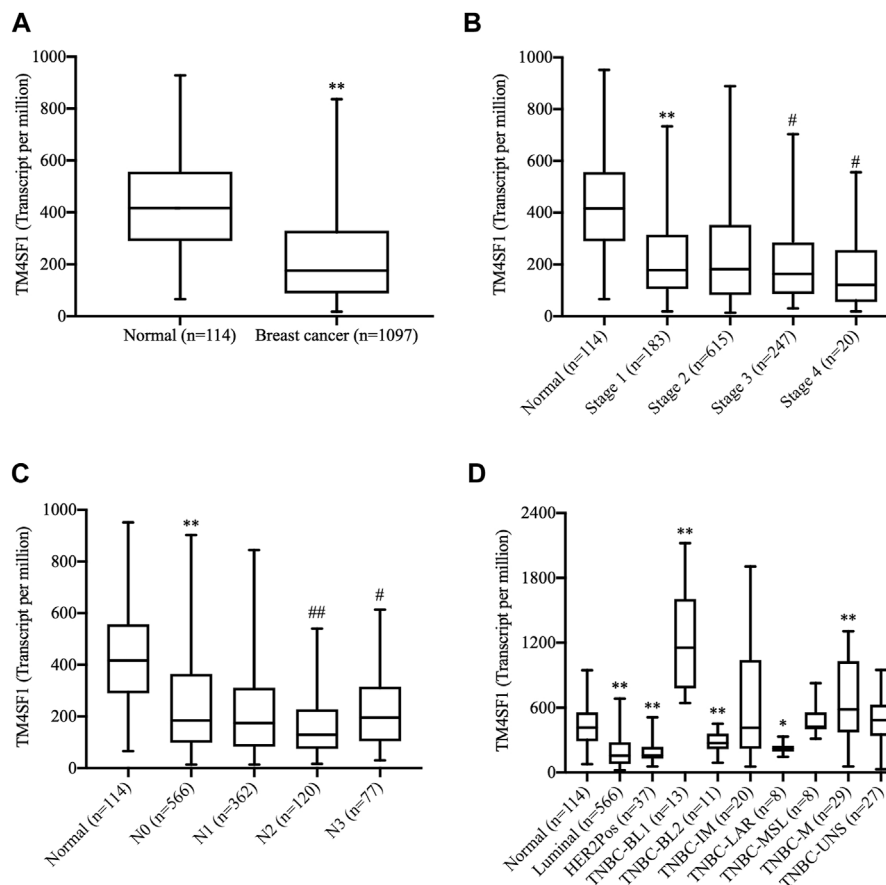 A
TM4SF1 (Transcript per million)
1000
800
600
400
200
0
**
Normal (n=114)
Breast cancer (n=1097)
B
TM4SF1 (Transcript per million)
1000
800
600
400
200
0
**
#
#
Normal (n=114)
Stage 1 (n=183)
Stage 2 (n=615)
Stage 3 (n=247)
Stage 4 (n=20)
C
TM4SF1 (Transcript per million)
1000
800
600
400
200
0
**
##
#
Normal (n=114)
N0 (n=566)
N1 (n=362)
N2 (n=120)
N3 (n=77)
D
TM4SF1 (Transcript per million)
2400
1800
1200
600
0
**
**
**
**
*
**
Normal (n=114)
Luminal (n=566)
HER2Pos (n=37)
TNBC-BL1 (n=13)
TNBC-BL2 (n=11)
TNBC-IM (n=20)
TNBC-LAR (n=8)
TNBC-MSL (n=8)
TNBC-M (n=29)
TNBC-UNS (n=27)